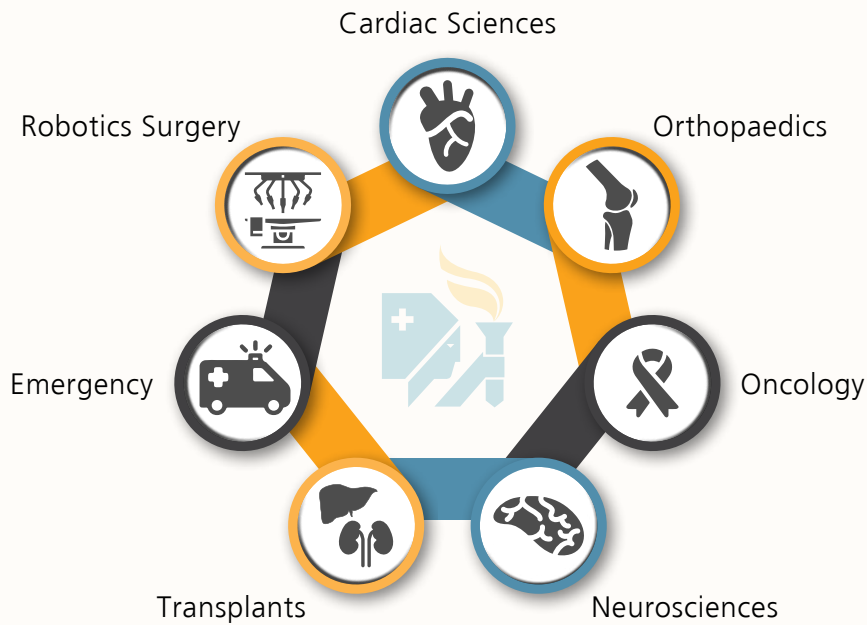 Cardiac Sciences
Robotics Surgery
Orthopaedics
Emergency
Oncology
Transplants
Neurosciences